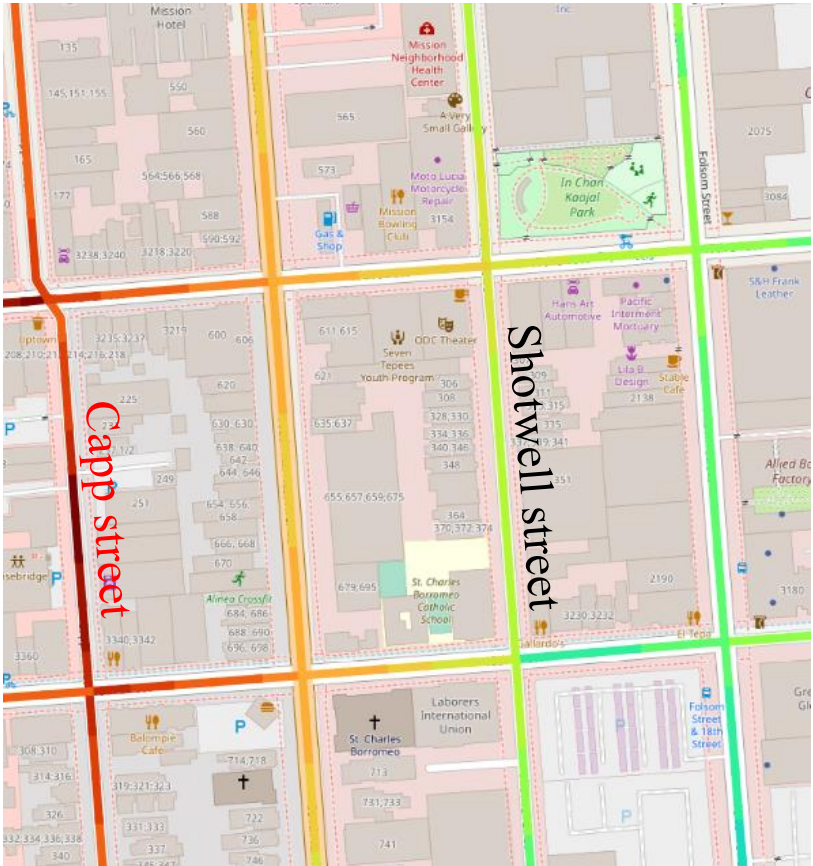 Mission
Hotel
Inc.
135
Mission
Neighborhood
Health
Center
145;151;155
550
A Very
Small Gallery
565
560
2075
165
573
Moto Lucia
Motorcycle
Repair
In Chan
Kaajal
Park
Folsom Street
564;566;568
177
588
Mission
Bowling
Club
3154
3084
Gas &
Shop
590;592
3238;3240
3218;3220
Hans Art
Automotive
Pacific
Interment
Mortuary
S&H Frank
Leather
Uptown
3235;3237
3219
600
606
611;615
ODC Theater
208;210;212;214;216;218
Seven
Tepees
Youth Program
Lila B.
Design
Stable
Cafe
620
621
306
308
2138
225
328;330
630; 630
635;637
334;336
340;346
638; 640
642
348
644, 646
Capp street
Shotwell street
P
249
351
Allied Bo
Factory
251
654, 656,
658
655;657;659;675
364
370,372;374
666, 668
670
Alinea Crossfit
679;695
St. Charles
Borromeo
Catholic
School
2190
3180
P
684, 686
688; 690
696, 698
3230;3232
3340;3342
3360
Gallardo's
El Tepa
Laborers
International
Union
Folsom
Street
& 18th
Street
Balompie
Cafe
P
St. Charles
Borromeo
P
308;310
714,718
713
314;316
319;321;323
731;733
P
326
722
331;333
332;334;336;338
736
337
741
340
746
345;347